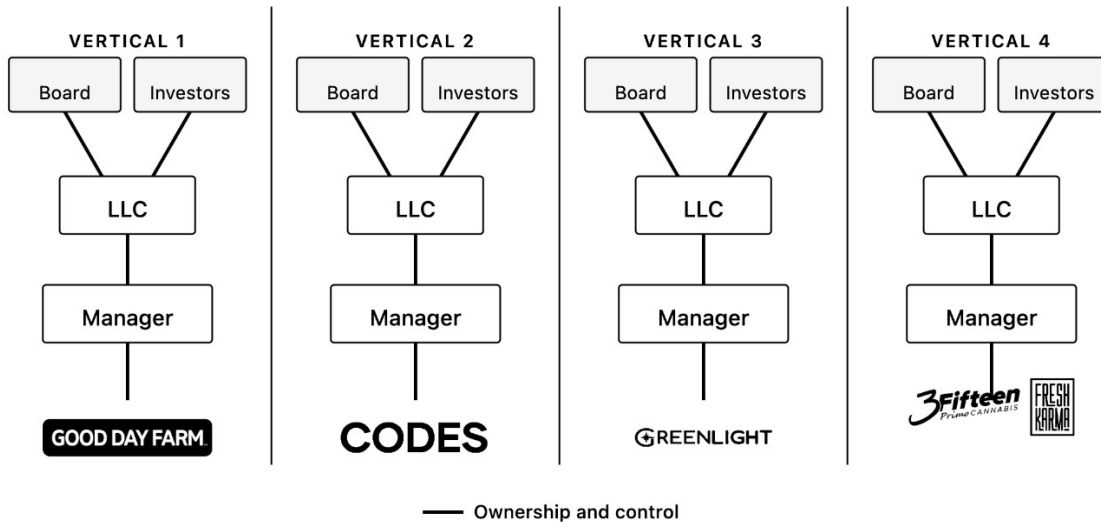 VERTICAL 1
Board Investors
LLC
Manager
GOOD DAY FARM
VERTICAL 2
Board Investors
LLC
Manager
CODES
VERTICAL 3
Board Investors
LLC
Manager
GREENLIGHT
VERTICAL 4
Board Investors
LLC
Manager
3Fifteen
Primo CANNABIS
FRESH
KARMA
Ownership and control